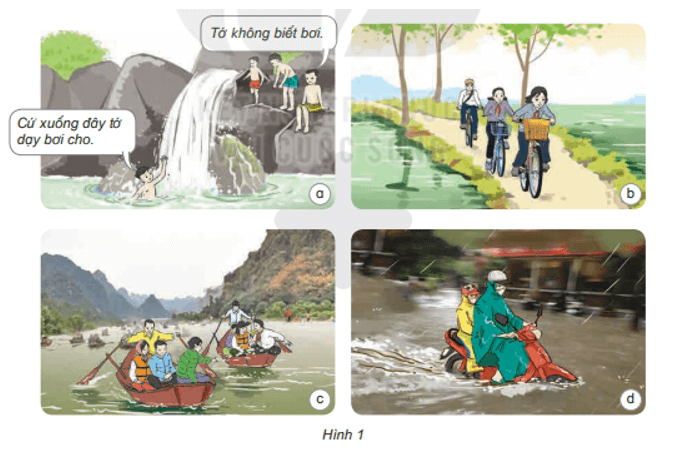 Tớ không biết bơi.
Cứ xuống đây tớ
dạy bơi cho.
a
b
c
d
Hình 1